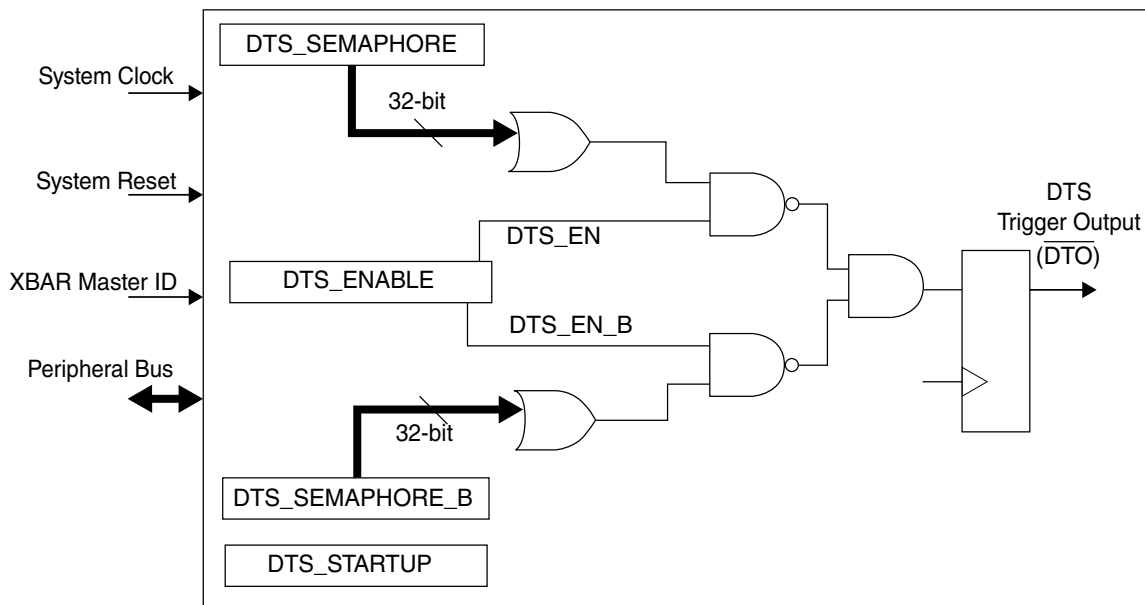 DTS_SEMAPHORE
System Clock
32-bit
System Reset
DTS
Trigger Output
(DTO)
DTS_EN
XBAR Master ID
DTS_ENABLE
DTS_EN_B
Peripheral Bus
32-bit
DTS_SEMAPHORE_B
DTS_STARTUP